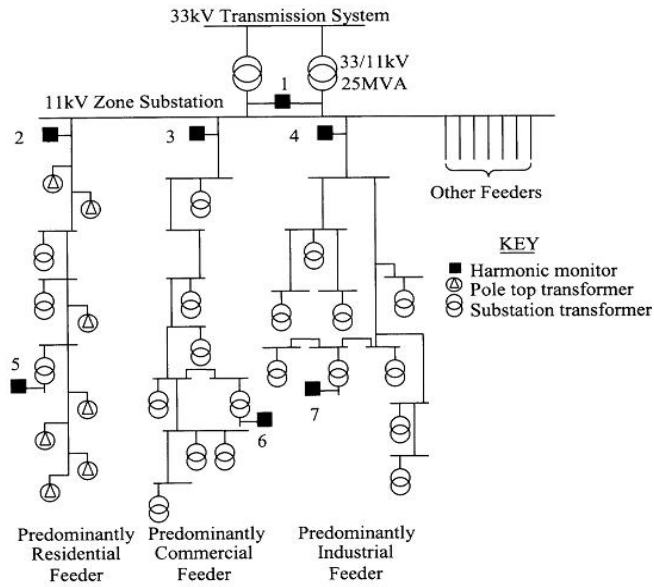 33kV Transmission System
33/11kV
25MVA
1
11kV Zone Substation
2
3
4
Other Feeders
KEY
Harmonic monitor
Pole top transformer
Substation transformer
5
6
7
Predominantly
Residential
Feeder
Predominantly
Commercial
Feeder
Predominantly
Industrial
Feeder